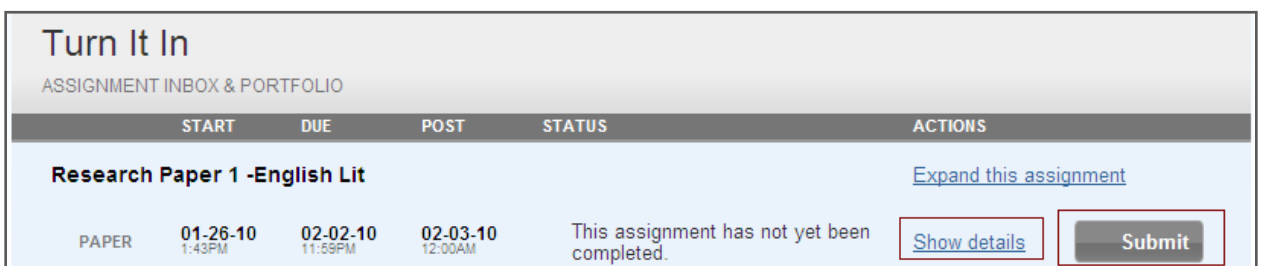 Turn It In
ASSIGNMENT INBOX & PORTFOLIO
START DUE POST STATUS ACTIONS
Research Paper 1 -English Lit Expand this assignment
PAPER 01-26-10 02-02-10 02-03-10 This assignment has not yet been Show details Submit
1:43PM 11:59PM 12:00AM completed.